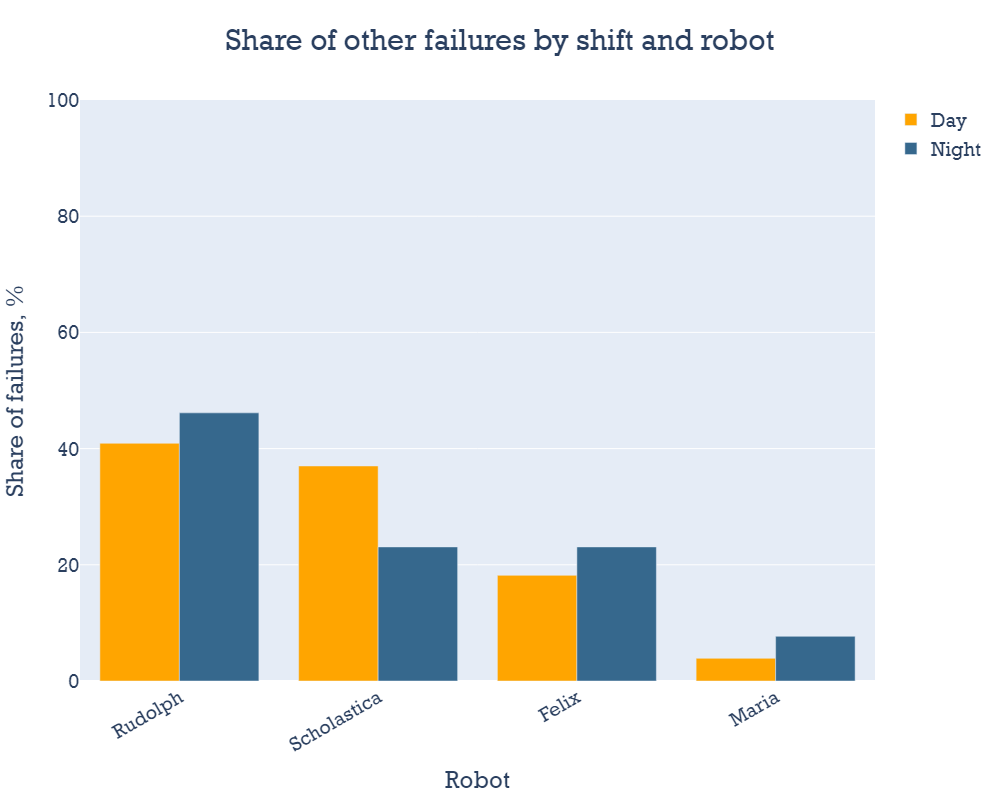 Share of other failures by shift and robot
Day
Night
Share of failures, %
100
80
60
40
20
0
Rudolph
Scholastica
Felix
Maria
Robot